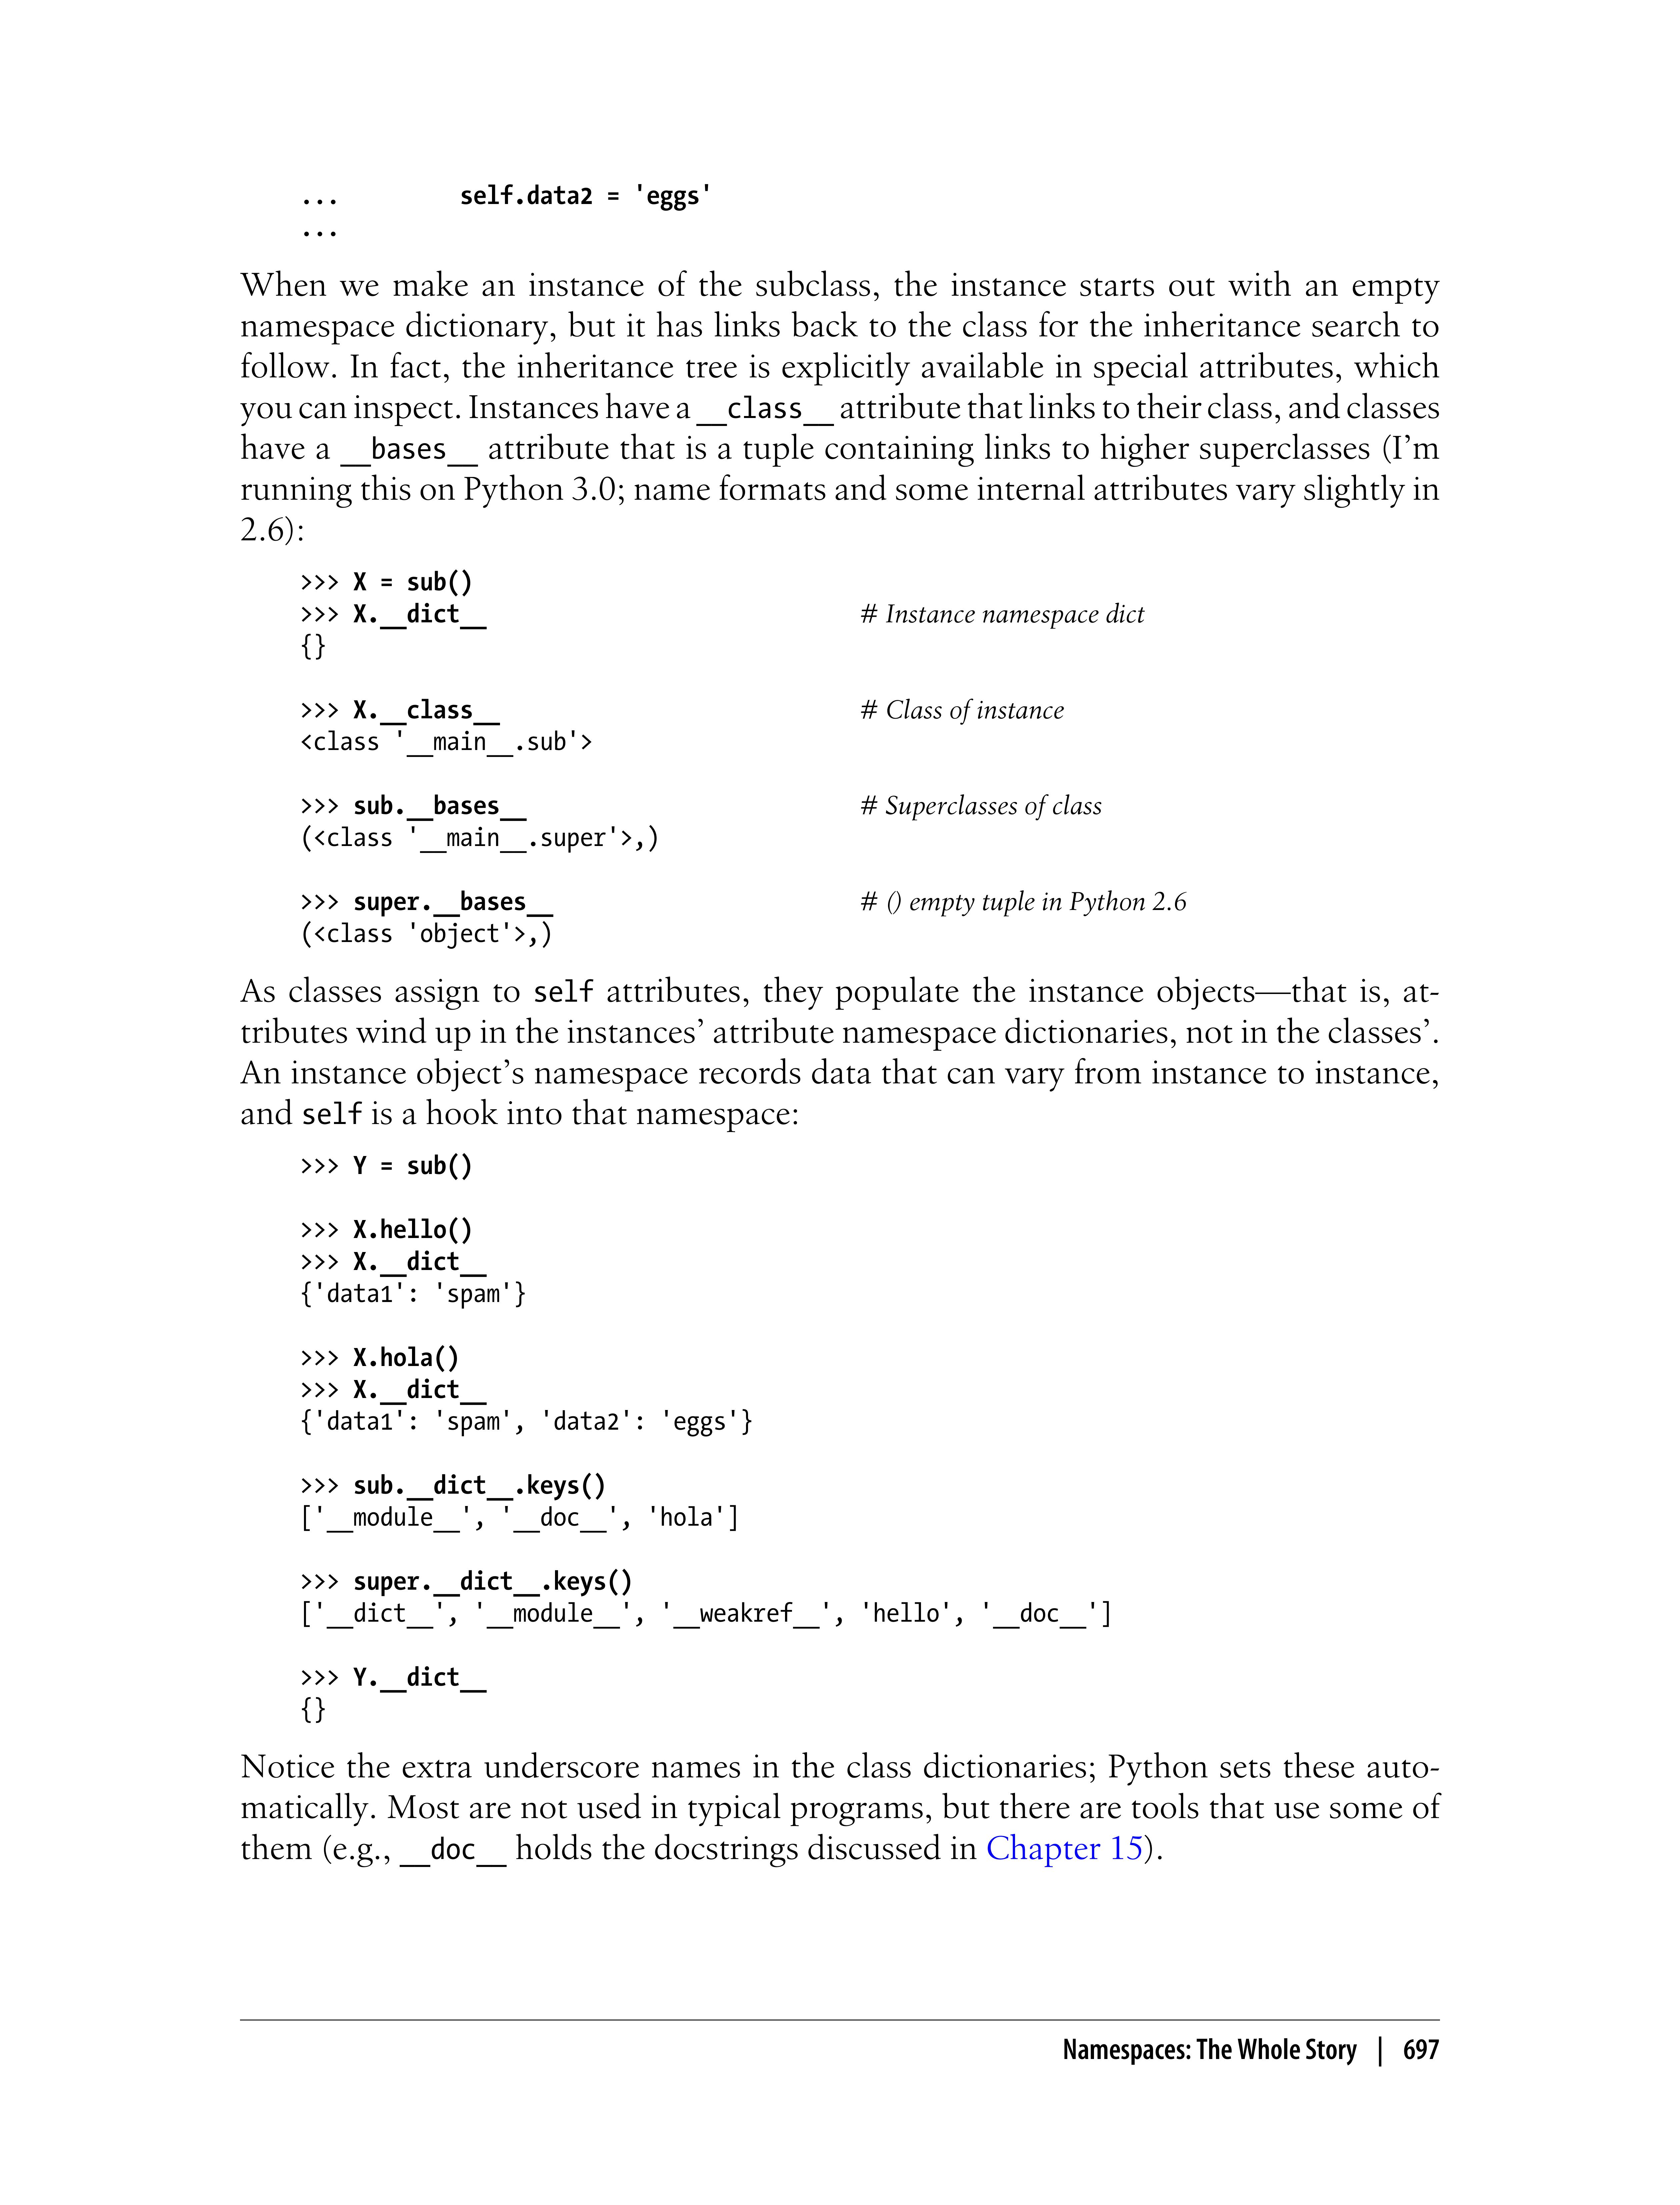 ...         self.data2 = 'eggs'
...
When we make an instance of the subclass, the instance starts out with an empty
namespace dictionary, but it has links back to the class for the inheritance search to
follow. In fact, the inheritance tree is explicitly available in special attributes, which
you can inspect. Instances have a __class__ attribute that links to their class, and classes
have a __bases__ attribute that is a tuple containing links to higher superclasses (I’m
running this on Python 3.0; name formats and some internal attributes vary slightly in
2.6):
>>> X = sub()
>>> X.__dict__                            # Instance namespace dict
{}
>>> X.__class__                           # Class of instance
<class '__main__.sub'>
>>> sub.__bases__                         # Superclasses of class
(<class '__main__.super'>,)
>>> super.__bases__                       # () empty tuple in Python 2.6
(<class 'object'>,)
As classes assign to self attributes, they populate the instance objects—that is, at-
tributes wind up in the instances’ attribute namespace dictionaries, not in the classes’.
An instance object’s namespace records data that can vary from instance to instance,
and self is a hook into that namespace:
>>> Y = sub()
>>> X.hello()
>>> X.__dict__
{'data1': 'spam'}
>>> X.hola()
>>> X.__dict__
{'data1': 'spam', 'data2': 'eggs'}
>>> sub.__dict__.keys()
['__module__', '__doc__', 'hola']
>>> super.__dict__.keys()
['__dict__', '__module__', '__weakref__', 'hello', '__doc__']
>>> Y.__dict__
{}
Notice the extra underscore names in the class dictionaries; Python sets these auto-
matically. Most are not used in typical programs, but there are tools that use some of
them (e.g., __doc__ holds the docstrings discussed in Chapter 15).
Namespaces: The Whole Story | 697